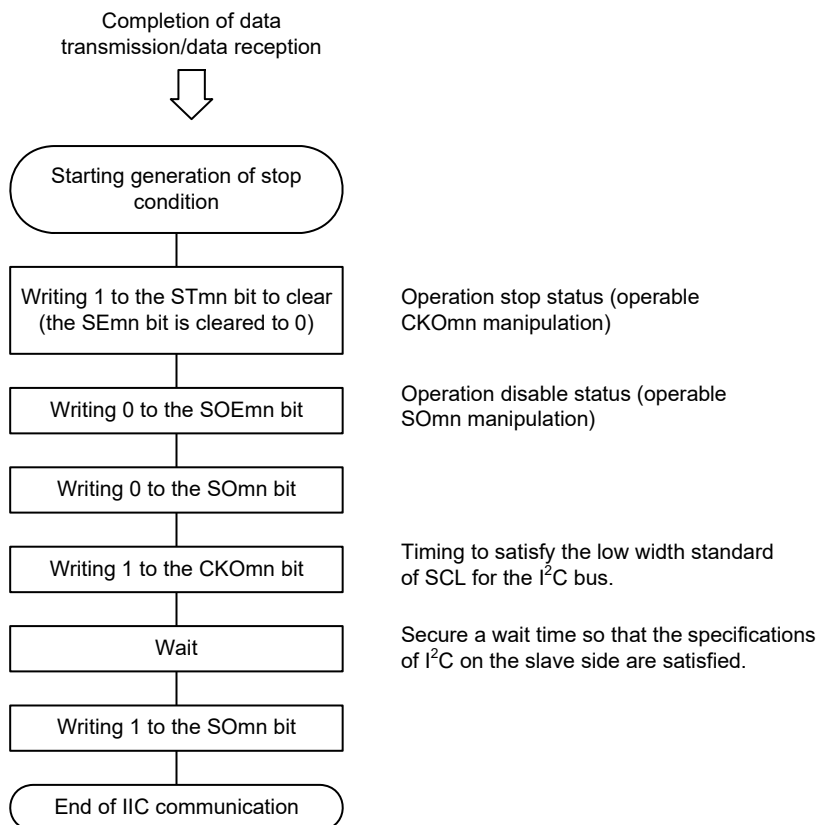 Completion of data
transmission/data reception
Starting generation of stop
condition
Writing 1 to the STmn bit to clear
(the SEmn bit is cleared to 0)
Operation stop status (operable
CKOmn manipulation)
Writing 0 to the SOEmn bit
Operation disable status (operable
SOmn manipulation)
Writing 0 to the SOmn bit
Writing 1 to the CKOmn bit
Timing to satisfy the low width standard
of SCL for the I²C bus.
Wait
Secure a wait time so that the specifications
of I²C on the slave side are satisfied.
Writing 1 to the SOmn bit
End of IIC communication